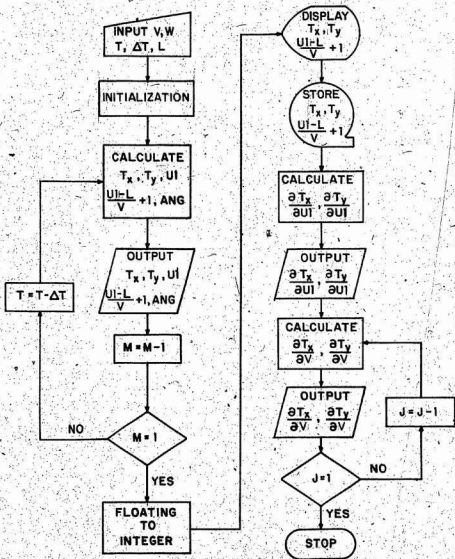 INPUT V, W
T, ΔT, L
INITIALIZATION
CALCULATE
Tx, Ty, U1
U1-L/V +1, ANG
OUTPUT
Tx, Ty, U1
U1-L/V +1, ANG
T = T-ΔT
M = M-1
NO
M = 1
YES
FLOATING
TO
INTEGER
DISPLAY
Tx, Ty
U1-L/V +1
STORE
Tx, Ty
U1-L/V +1
CALCULATE
∂Tx/∂U1, ∂Ty/∂U1
OUTPUT
∂Tx/∂U1, ∂Ty/∂U1
CALCULATE
∂Tx/∂V, ∂Ty/∂V
OUTPUT
∂Tx/∂V, ∂Ty/∂V
J = J-1
J = 1
NO
YES
STOP